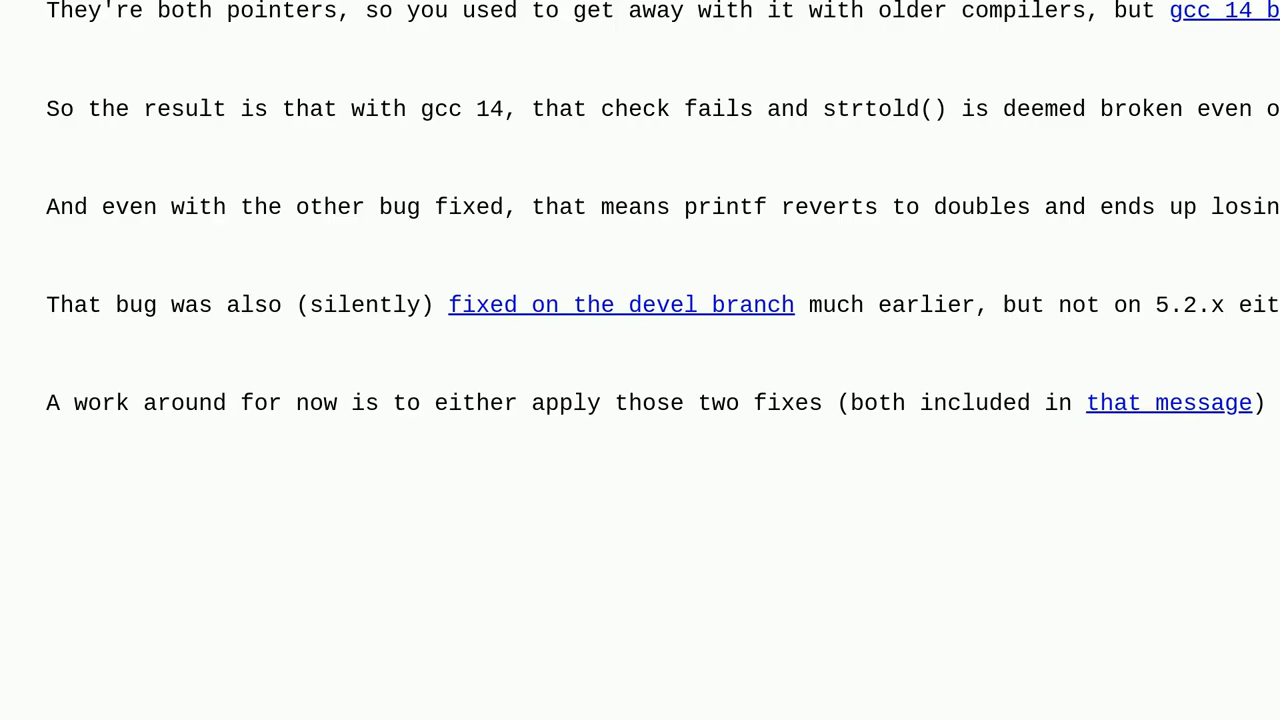 They're both pointers, so you used to get away with it with older compilers, but gcc 14 b
So the result is that with gcc 14, that check fails and strtold() is deemed broken even o
And even with the other bug fixed, that means printf reverts to doubles and ends up losin
That bug was also (silently) fixed on the devel branch much earlier, but not on 5.2.x eit
A work around for now is to either apply those two fixes (both included in that message)